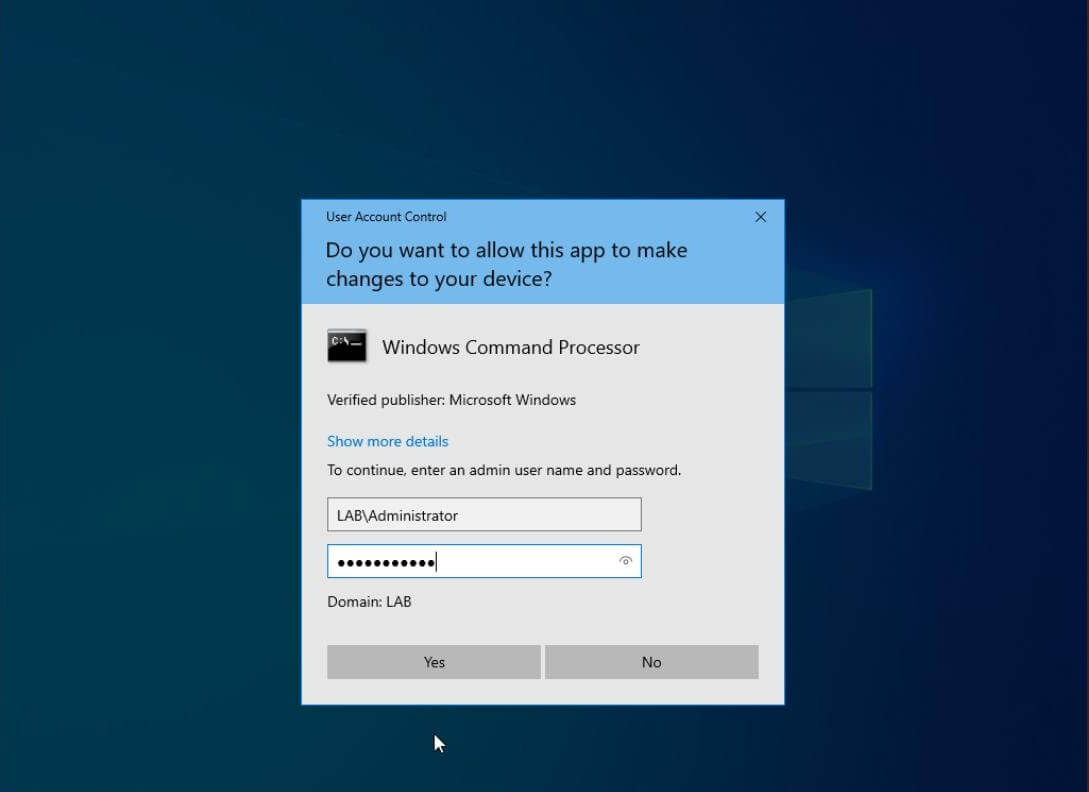 User Account Control
Do you want to allow this app to make
changes to your device?
C:\_
Windows Command Processor
Verified publisher: Microsoft Windows
Show more details
To continue, enter an admin user name and password.
LAB\Administrator
•••••••••••
Domain: LAB
Yes No